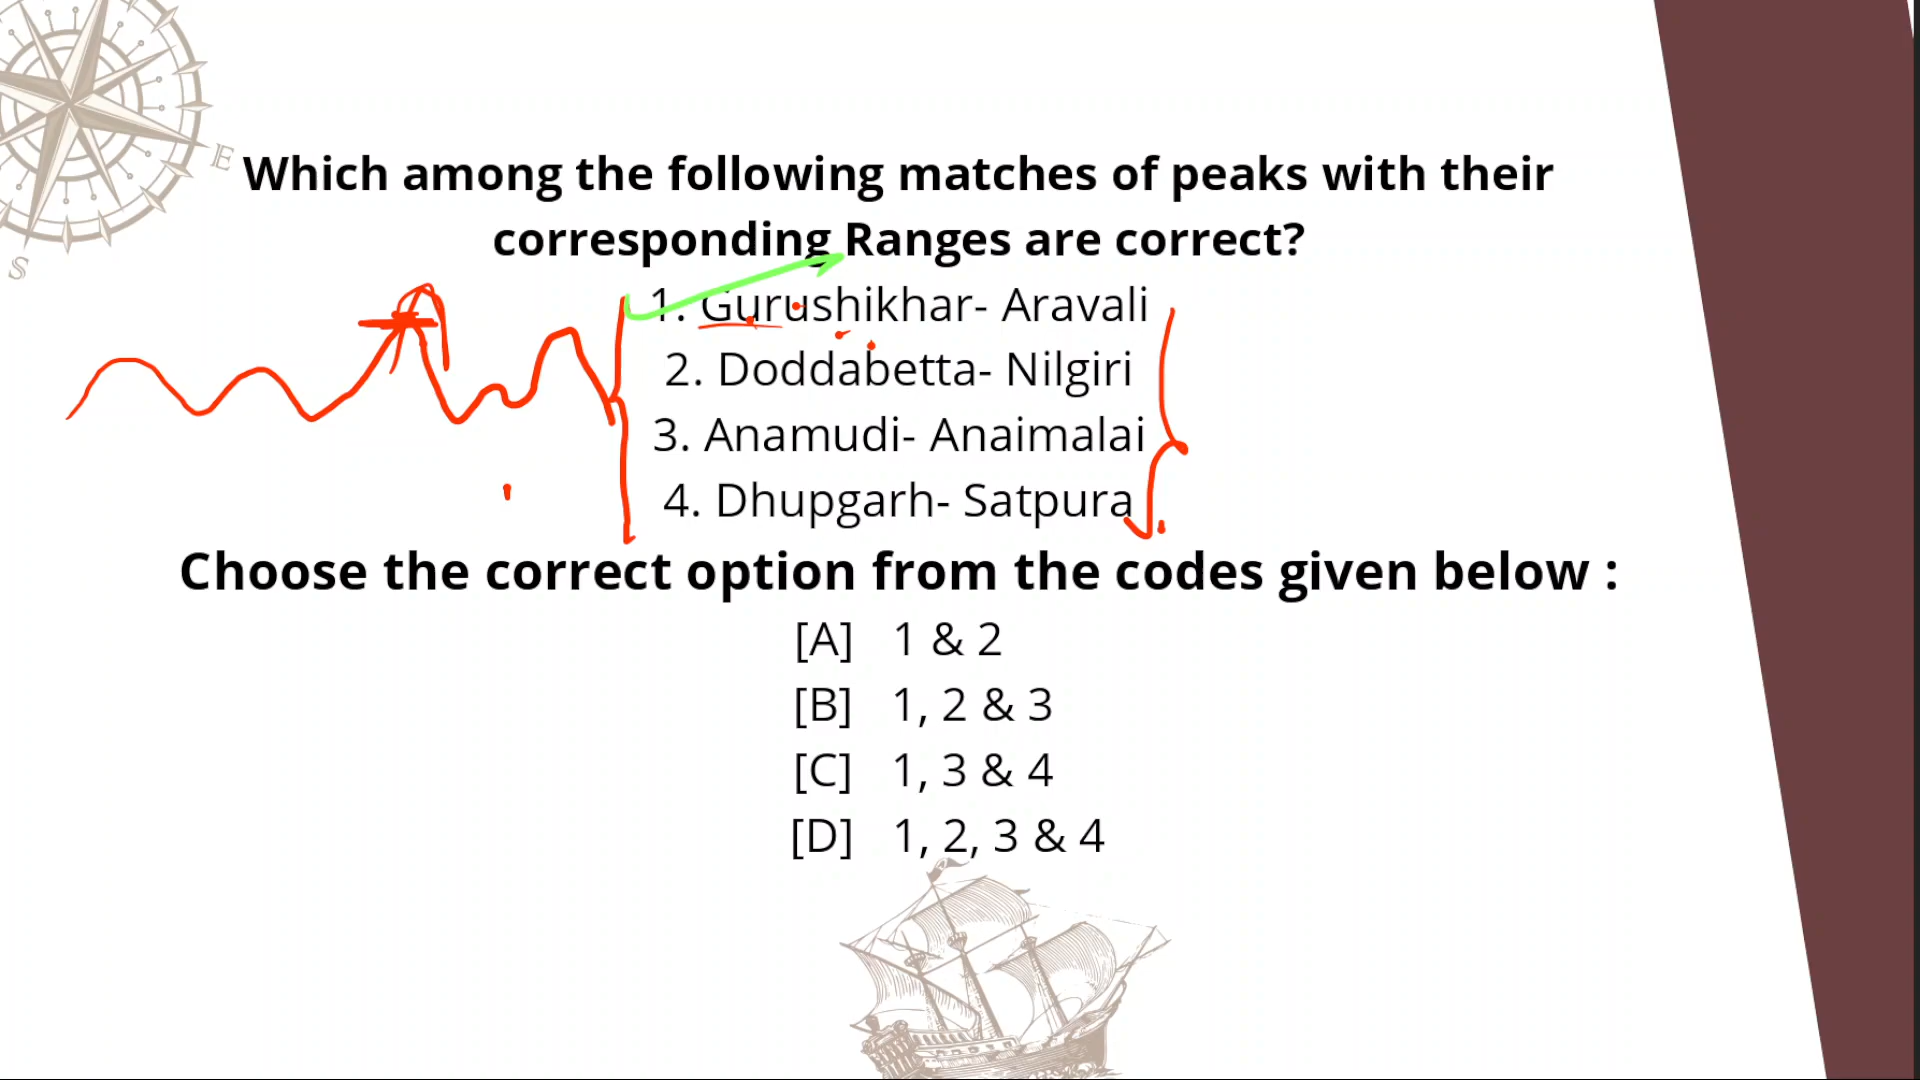 E
S
Which among the following matches of peaks with their
corresponding Ranges are correct?
1. Gurushikhar- Aravali
2. Doddabetta- Nilgiri
3. Anamudi- Anaimalai
4. Dhupgarh- Satpura
Choose the correct option from the codes given below :
[A] 1 & 2
[B] 1, 2 & 3
[C] 1, 3 & 4
[D] 1, 2, 3 & 4